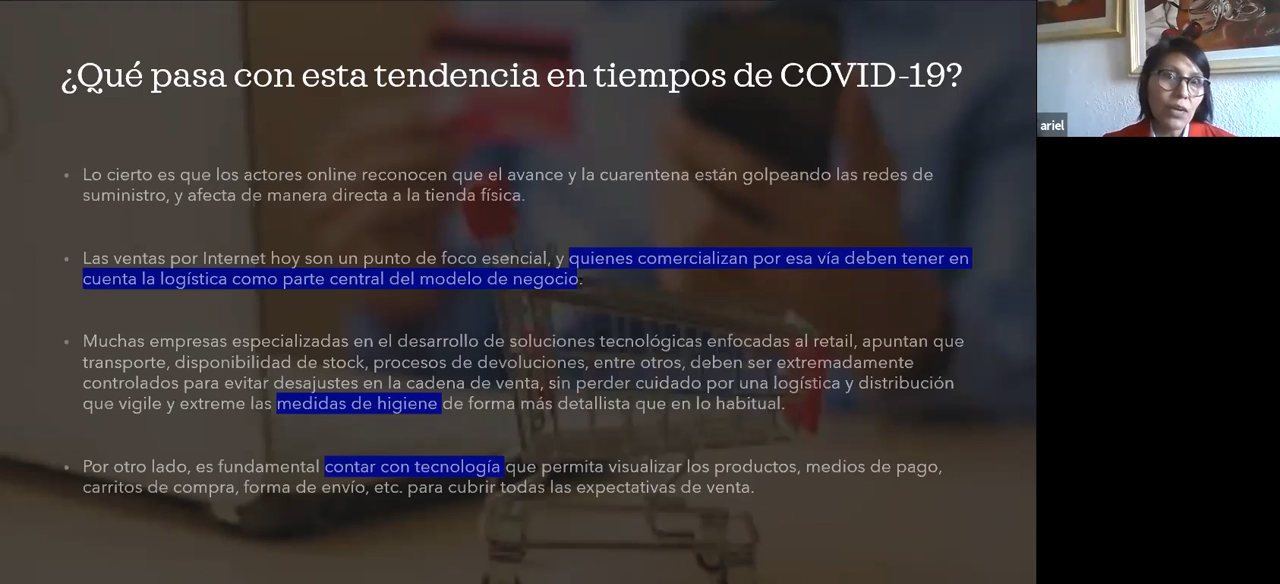 ¿Qué pasa con esta tendencia en tiempos de COVID-19?
• Lo cierto es que los actores online reconocen que el avance y la cuarentena están golpeando las redes de
suministro, y afecta de manera directa a la tienda física.
• Las ventas por Internet hoy son un punto de foco esencial, y quienes comercializan por esa vía deben tener en
cuenta la logística como parte central del modelo de negocio.
• Muchas empresas especializadas en el desarrollo de soluciones tecnológicas enfocadas al retail, apuntan que
transporte, disponibilidad de stock, procesos de devoluciones, entre otros, deben ser extremadamente
controlados para evitar desajustes en la cadena de venta, sin perder cuidado por una logística y distribución
que vigile y extreme las medidas de higiene de forma más detallista que en lo habitual.
• Por otro lado, es fundamental contar con tecnología que permita visualizar los productos, medios de pago,
carritos de compra, forma de envío, etc. para cubrir todas las expectativas de venta.
ariel